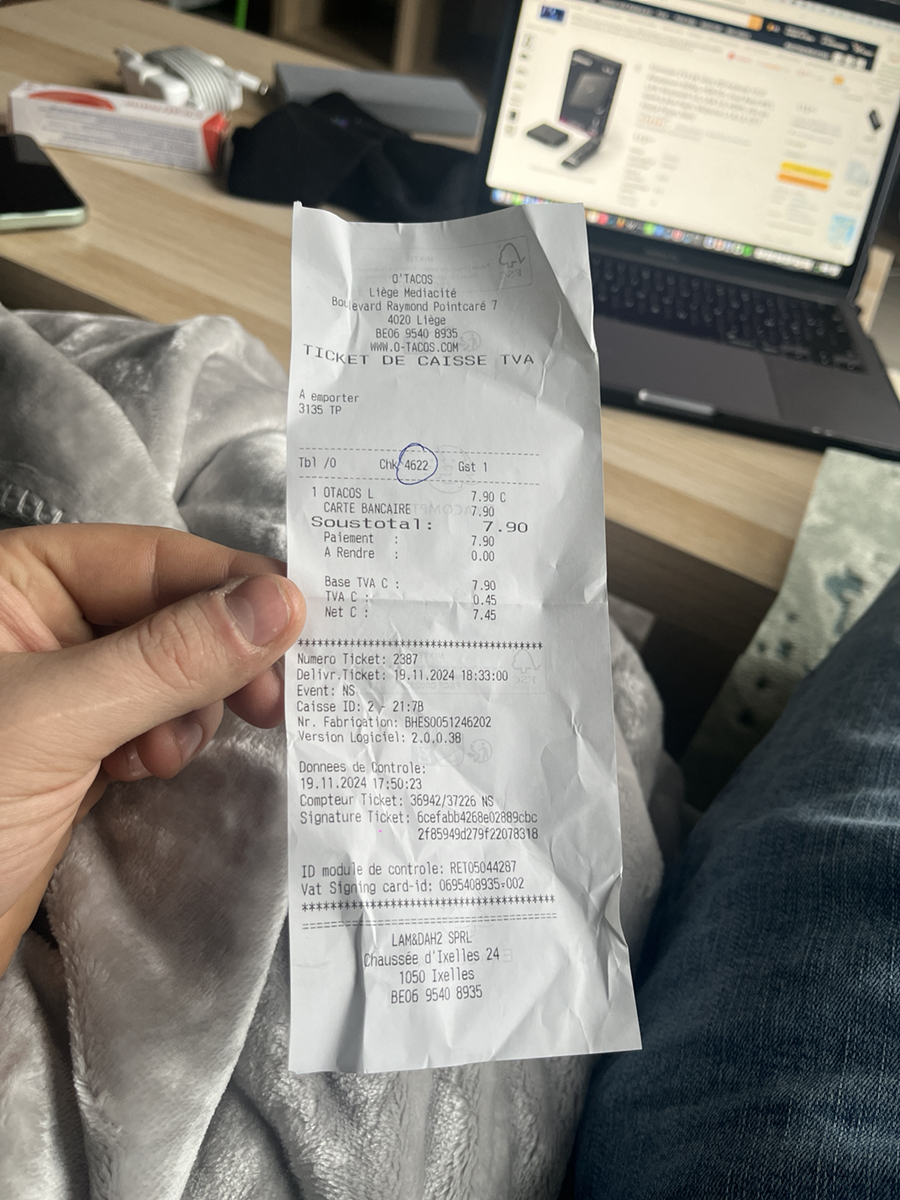 O'TACOS
Liège Mediacité
Boulevard Raymond Pointcaré 7
4020 Liège
BE06 9540 8935
WWW.O-TACOS.COM
TICKET DE CAISSE TVA
A emporter
3135 TP
Tbl /0 Chk 4622 Gst 1
1 OTACOS L 7.90 C
CARTE BANCAIRE 7.90
Soustotal: 7.90
Paiement : 7.90
A Rendre : 0.00
Base TVA C : 7.90
TVA C : 0.45
Net C : 7.45
*******************************
Numero Ticket: 2387
Delivr.Ticket: 19.11.2024 18:33:00
Event: NS
Caisse ID: 2 - 21:7B
Nr. Fabrication: BHES0051246202
Version Logiciel: 2.0.0.38
Donnees de Controle:
19.11.2024 17:50:23
Compteur Ticket: 36942/37226 NS
Signature Ticket: 6cefabb4268e02889cbc
2f85949d279f22078318
ID module de controle: RET05044287
Vat Signing card-id: 0695408935-002
*******************************
===============================
LAM&DAH2 SPRL
Chaussée d'Ixelles 24
1050 Ixelles
BE06 9540 8935